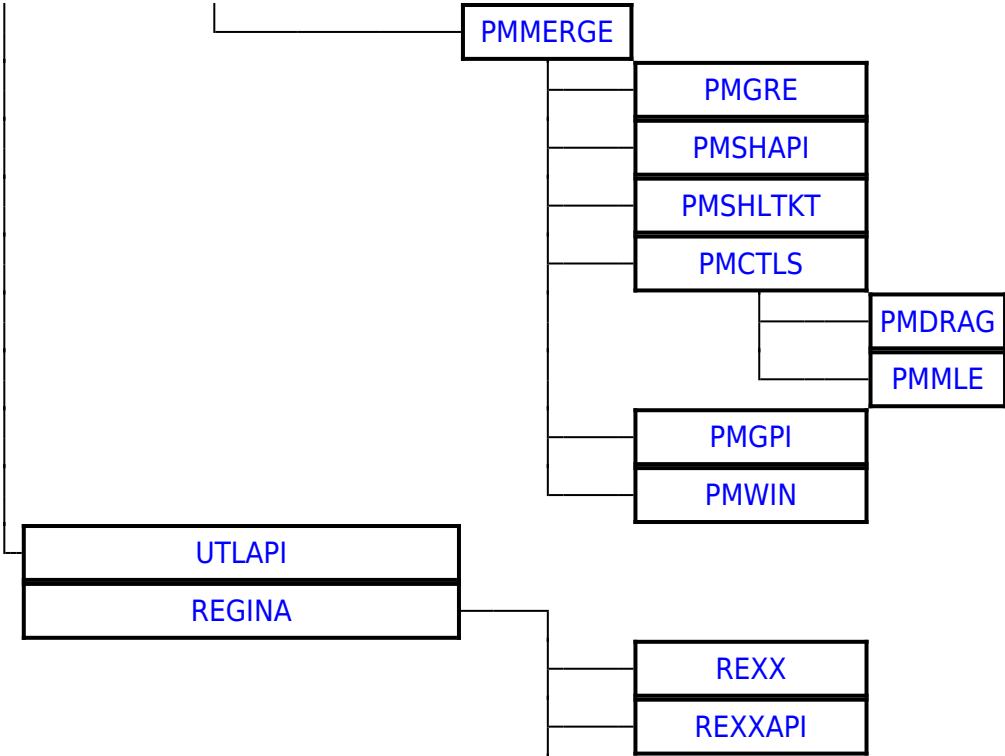 PMMERGE
PMGRE
PMSHAPI
PMSHLTKT
PMCTLS
PMDRAG
PMMLE
PMGPI
PMWIN
UTLAPI
REGINA
REXX
REXXAPI